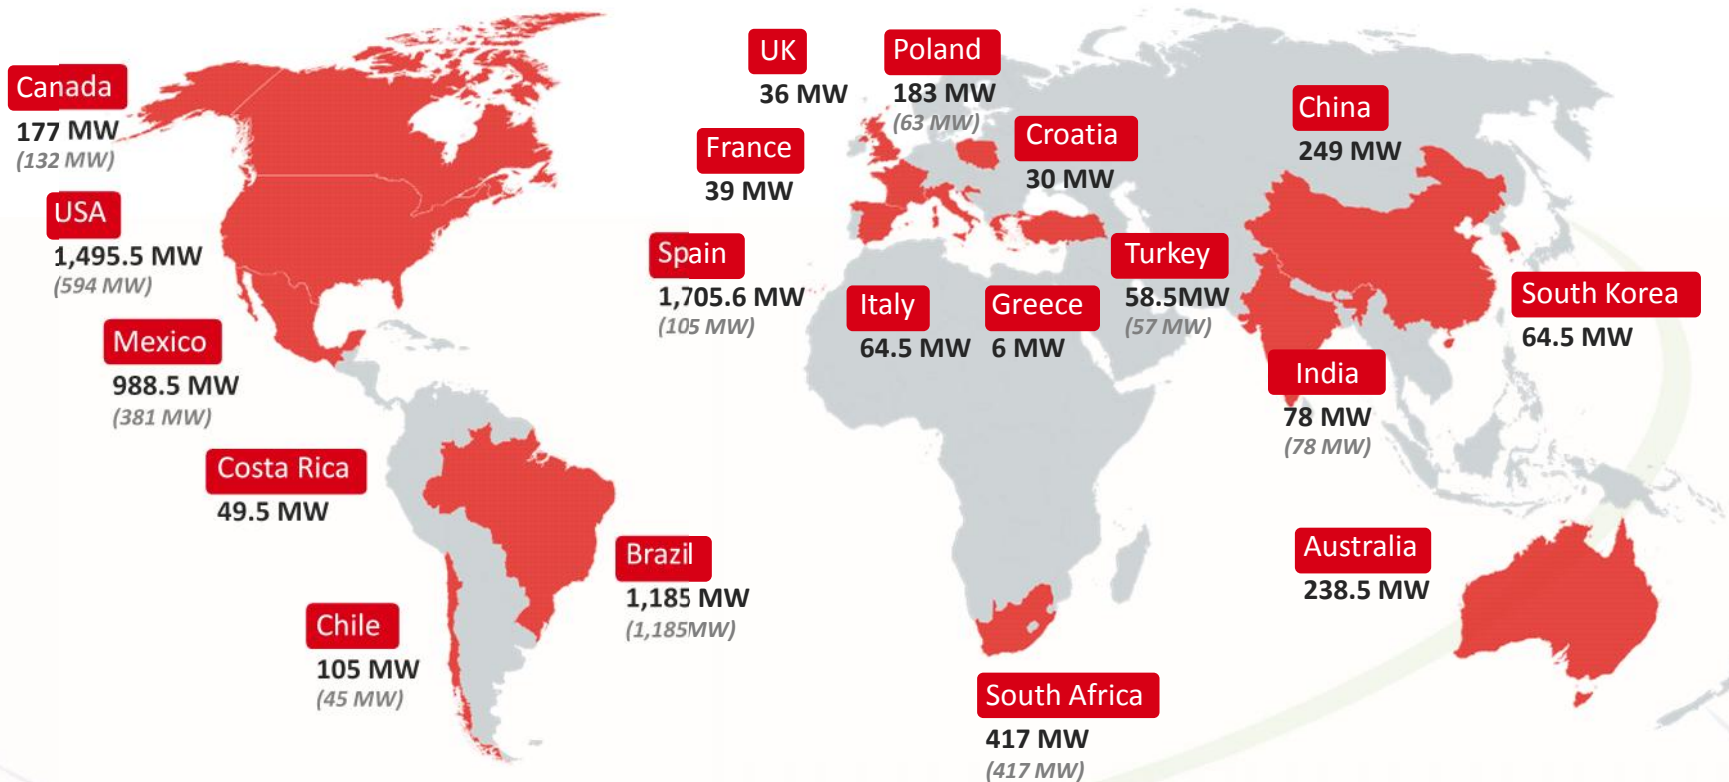 Canada
177 MW
(132 MW)
USA
1,495.5 MW
(594 MW)
Mexico
988.5 MW
(381 MW)
Costa Rica
49.5 MW
Chile
105 MW
(45 MW)
Brazil
1,185 MW
(1,185MW)
UK
36 MW
France
39 MW
Spain
1,705.6 MW
(105 MW)
Poland
183 MW
(63 MW)
Croatia
30 MW
Italy
64.5 MW
Greece
6 MW
Turkey
58.5MW
(57 MW)
South Africa
417 MW
(417 MW)
China
249 MW
South Korea
64.5 MW
India
78 MW
(78 MW)
Australia
238.5 MW